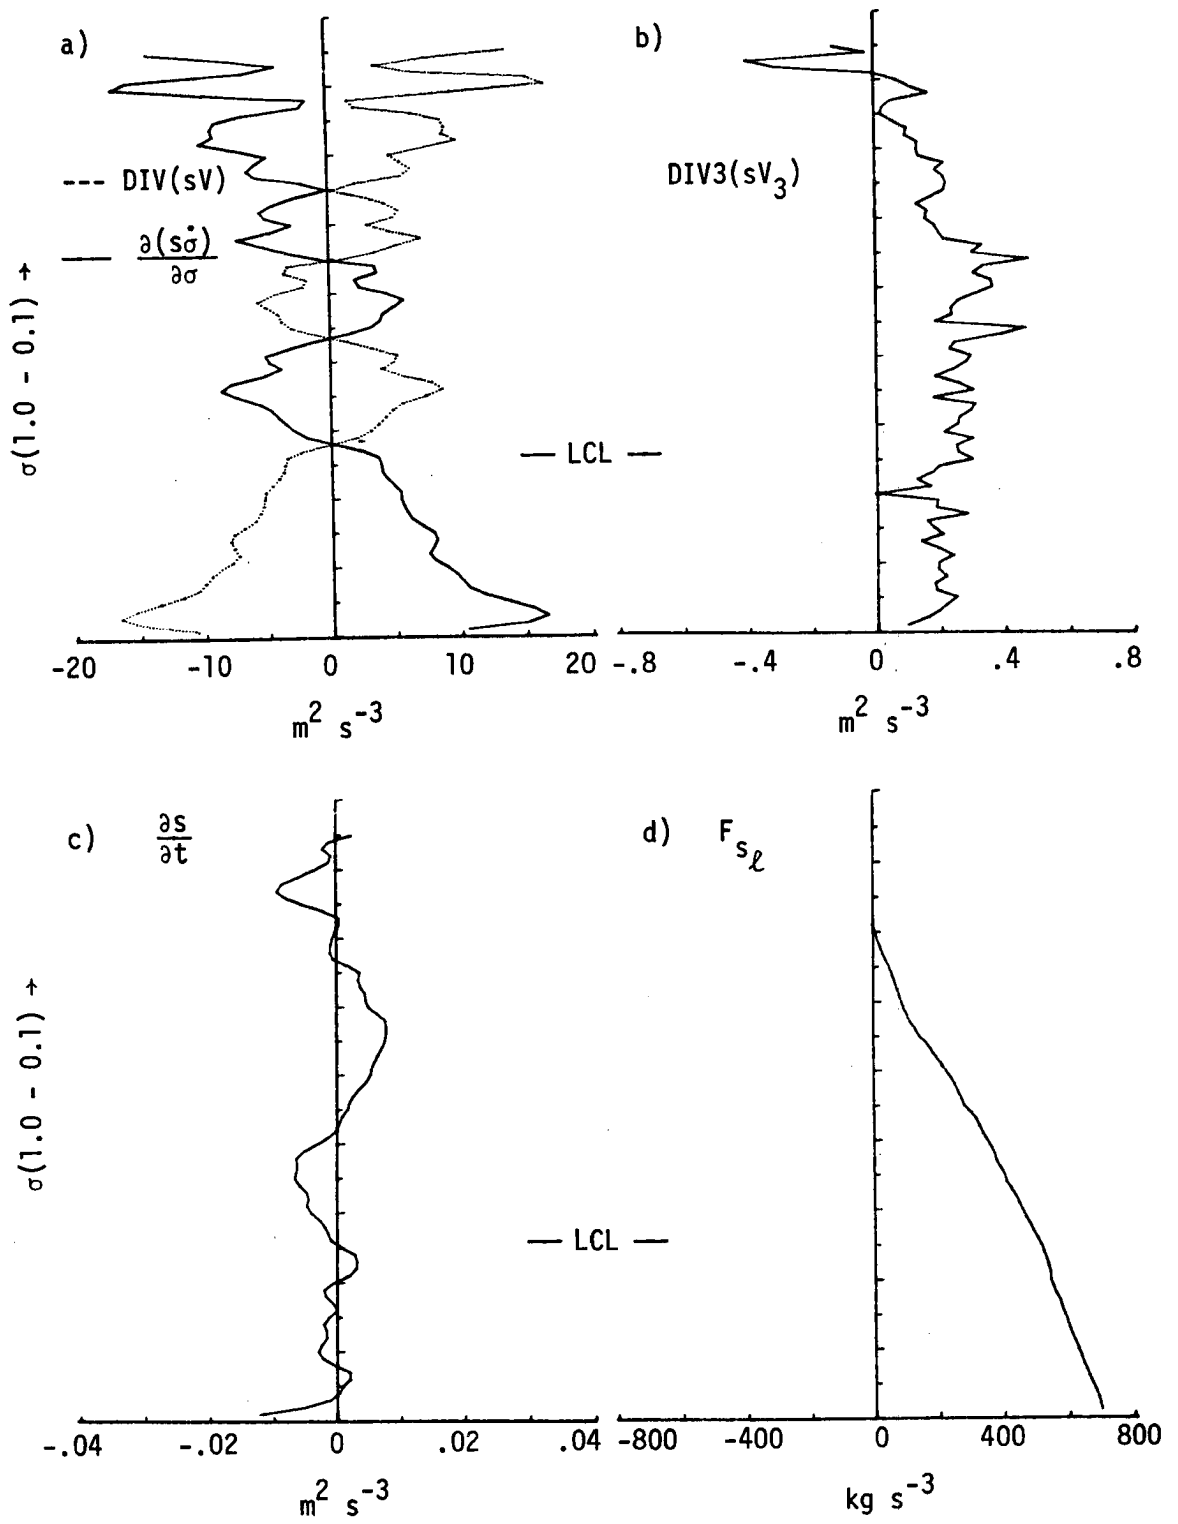 a)
--- DIV(sV)
— ∂(sσ̇)
∂σ
σ(1.0 - 0.1) →
-20 -10 0 10 20
m² s⁻³
b)
DIV3(sV₃)
— LCL —
-.8 -.4 0 .4 .8
m² s⁻³
c) ∂s
∂t
σ(1.0 - 0.1) →
-.04 -.02 0 .02 .04
m² s⁻³
d) F_sℓ
— LCL —
-800 -400 0 400 800
kg s⁻³